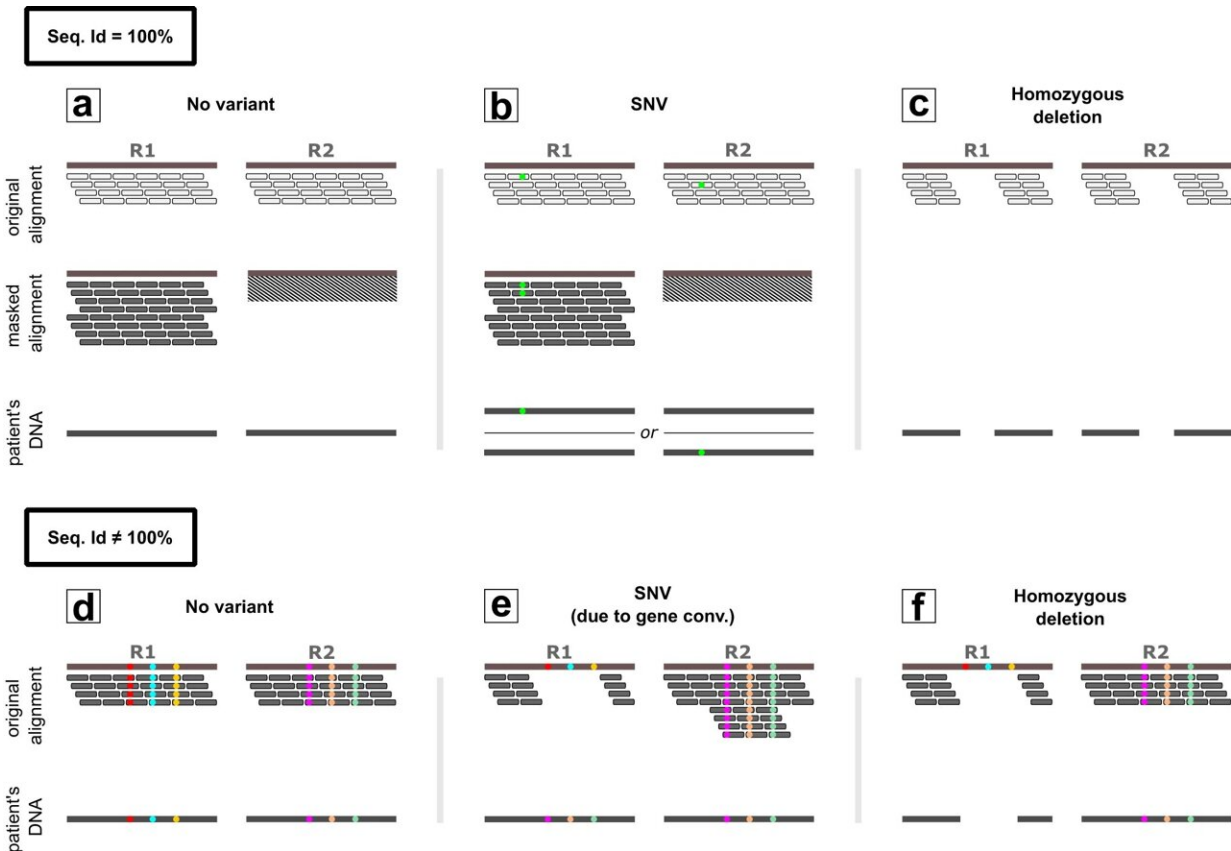 Seq. Id = 100%
a
No variant
b
SNV
c
Homozygous
deletion
R1
R2
R1
R2
R1
R2
original
alignment
masked
alignment
patient's
DNA
or
Seq. Id ≠ 100%
d
No variant
e
SNV
(due to gene conv.)
f
Homozygous
deletion
R1
R2
R1
R2
R1
R2
original
alignment
patient's
DNA